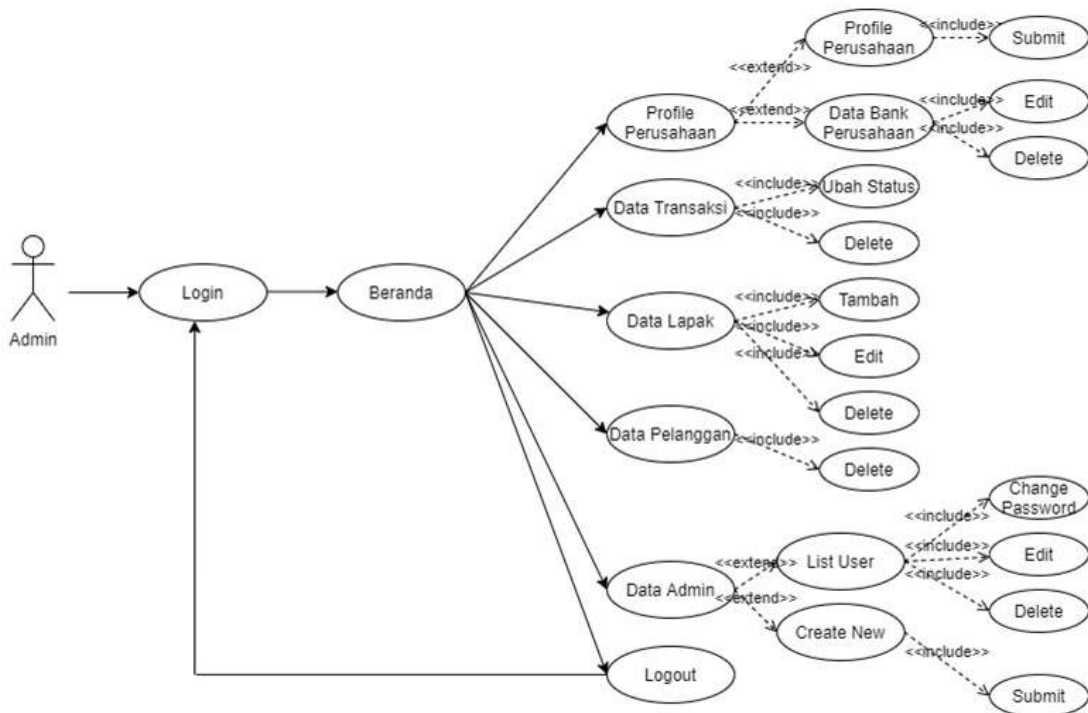 Profile
Perusahaan
<<include>>
Submit
<<extend>>
Profile
Perusahaan
<<extend>>
Data Bank
Perusahaan
<<include>>
Edit
<<include>>
Delete
Data Transaksi
<<include>>
Ubah Status
<<include>>
Delete
Admin
Login
Beranda
Data Lapak
<<include>>
Tambah
<<include>>
Edit
<<include>>
Delete
Data Pelanggan
<<include>>
Delete
Data Admin
<<extend>>
List User
<<include>>
Change
Password
<<include>>
Edit
<<include>>
Delete
<<extend>>
Create New
<<include>>
Submit
Logout